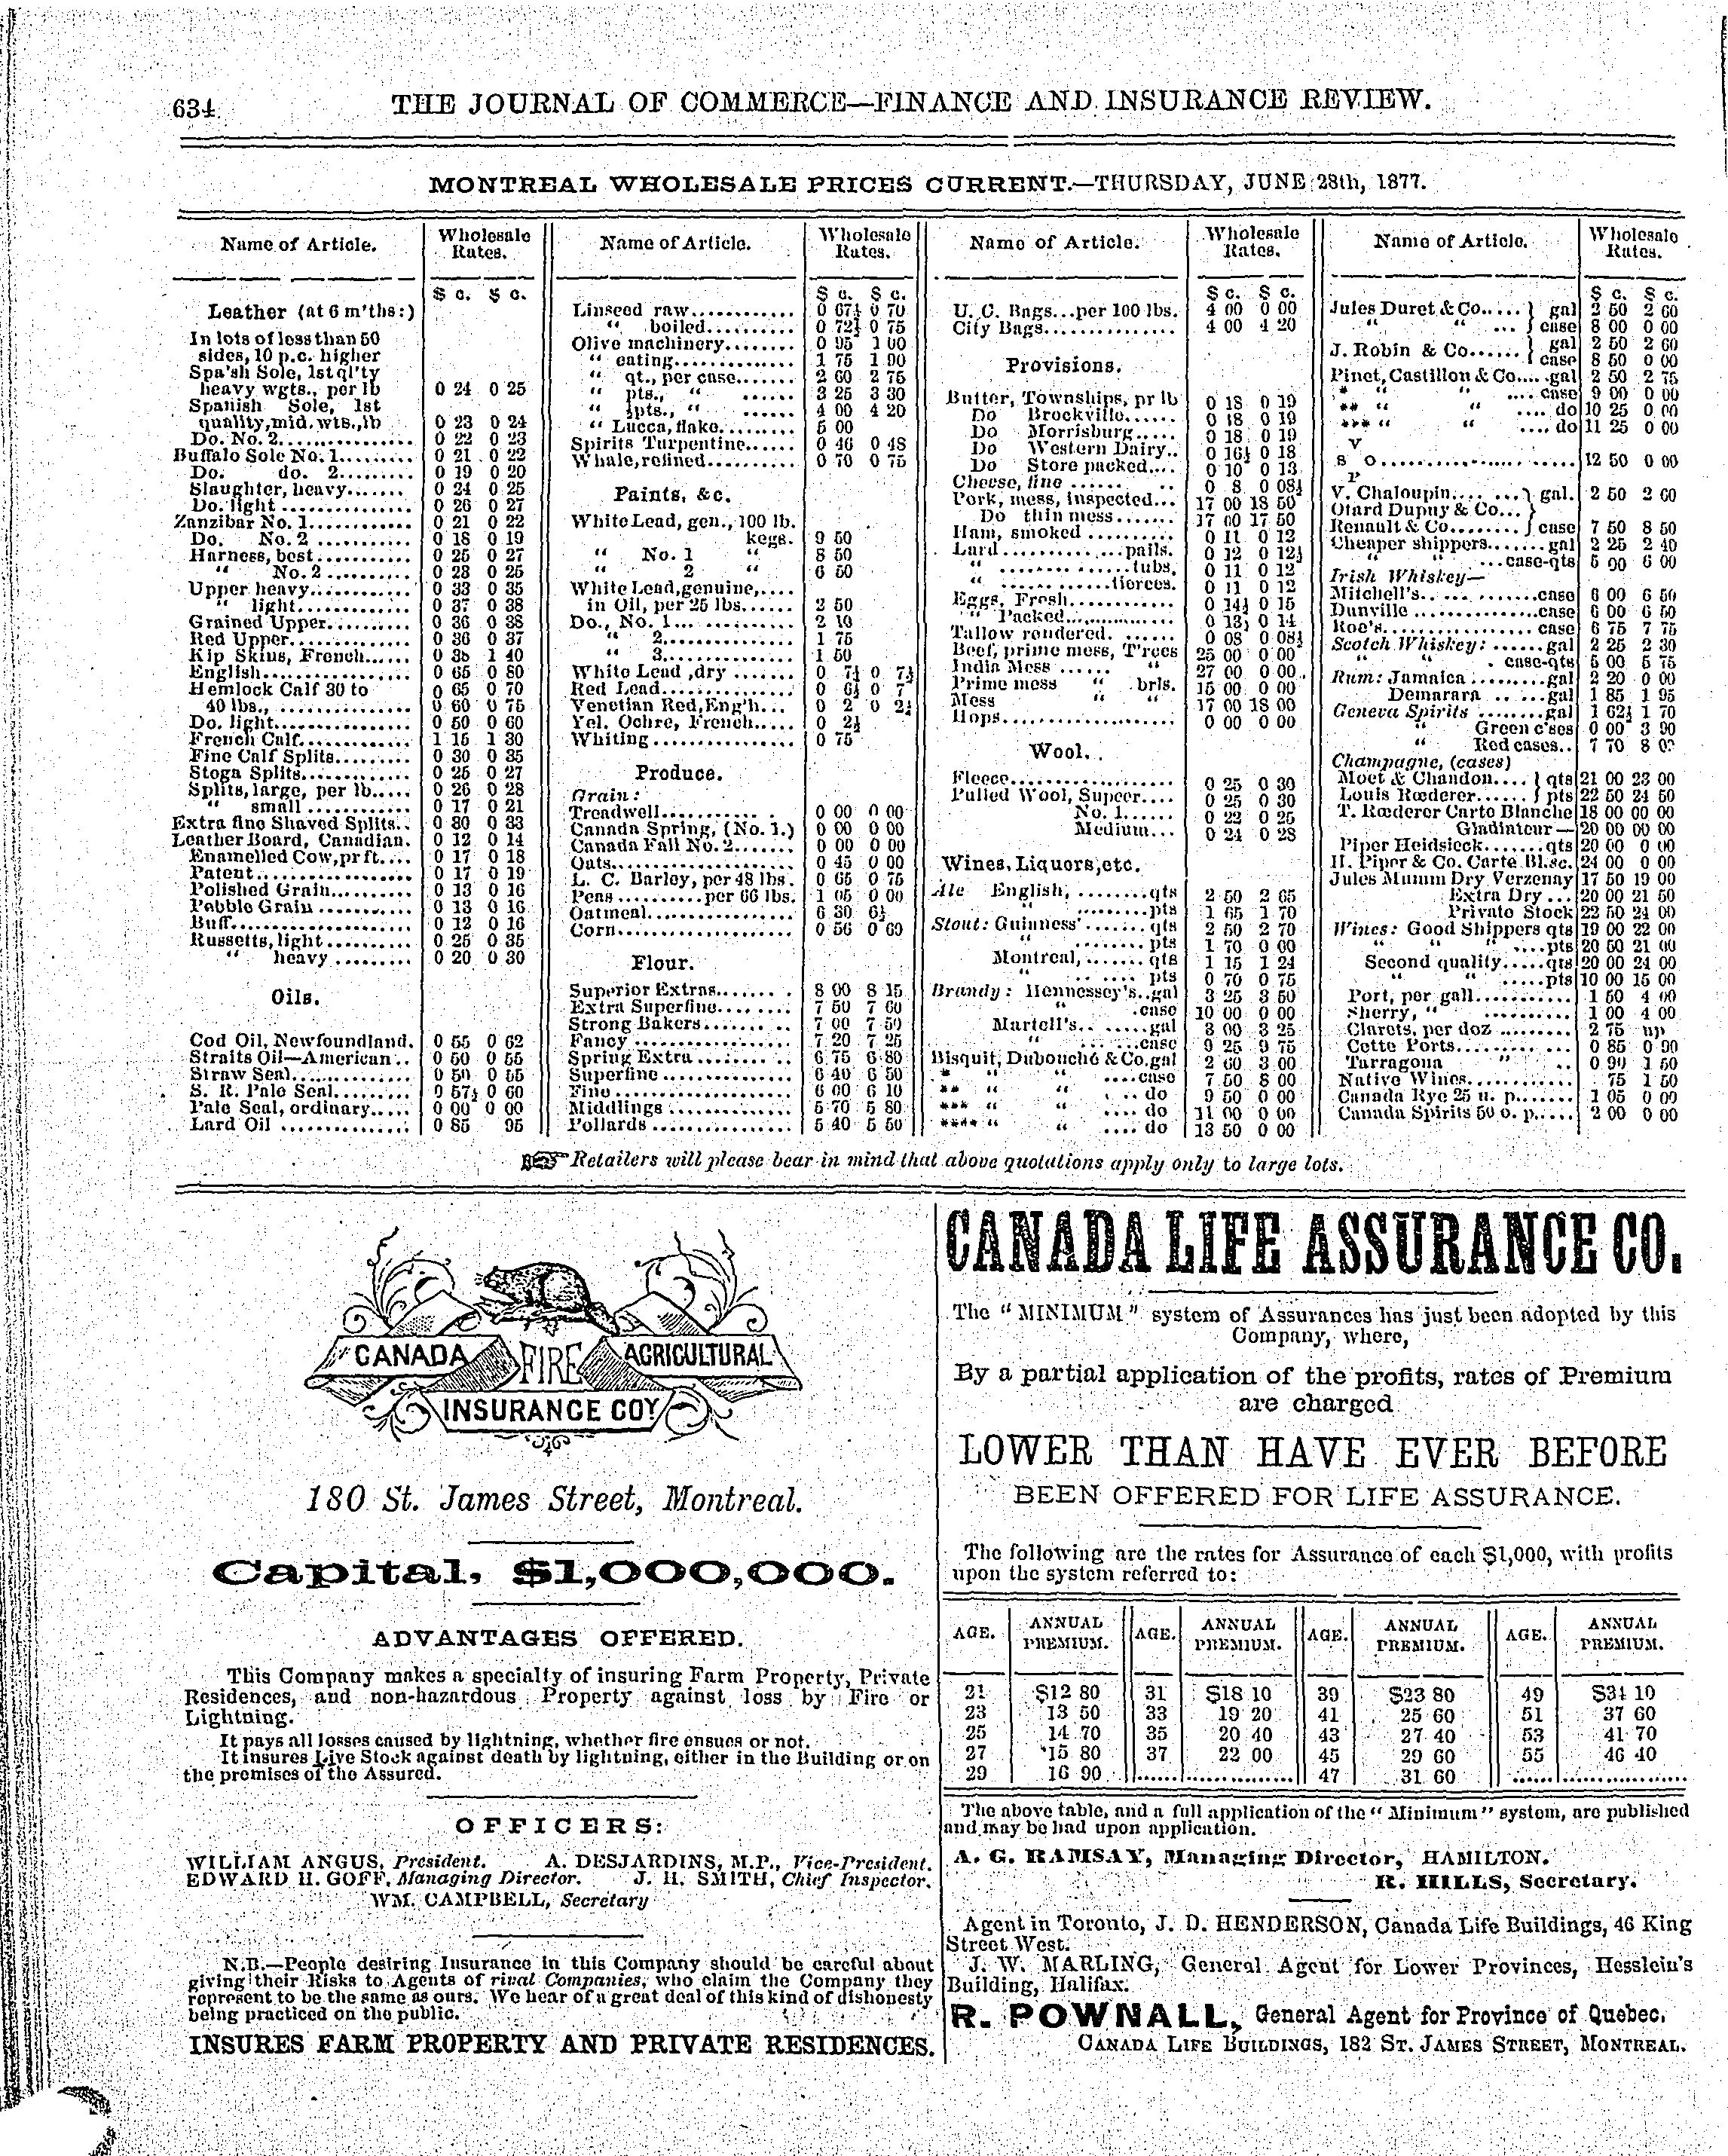 634
THE JOURNAL OF COMMERCE—FINANCE AND INSURANCE REVIEW.
MONTREAL WHOLESALE PRICES CURRENT.—THURSDAY, JUNE 28th, 1877.
Name of Article. Wholesale Rates.
$ c. $ c.
Leather (at 6 m'ths:)
In lots of less than 50
sides, 10 p.c. higher
Spa'sh Sole, 1st ql'ty
heavy wgts., per lb 0 24 0 25
Spanish Sole, 1st
quality, mid. wts., lb 0 23 0 24
Do. No. 2 0 22 0 23
Buffalo Sole No. 1 0 21 0 22
Do. do. 2 0 19 0 20
Slaughter, heavy 0 24 0 25
Do. light 0 26 0 27
Zanzibar No. 1 0 21 0 22
Do. No. 2 0 18 0 19
Harness, best 0 25 0 27
" No. 2 0 23 0 25
Upper heavy 0 33 0 35
" light 0 37 0 38
Grained Upper 0 36 0 38
Red Upper 0 36 0 37
Kip Skins, French 1 40
English 0 65 0 80
Hemlock Calf 30 to 0 65 0 70
40 lbs., 0 60 0 75
Do. light 0 50 0 60
French Calf 1 15 1 30
Fine Calf Splits 0 30 0 35
Stoga Splits 0 25 0 27
Splits, large, per lb 0 26 0 28
" small 0 17 0 21
Extra fine Shaved Splits 0 30 0 33
Leather Board, Canadian. 0 12 0 14
Enamelled Cow, pr ft 0 17 0 18
Patent 0 17 0 19
Polished Grain 0 13 0 16
Pebble Grain 0 13 0 16
Buff 0 12 0 16
Russetts, light 0 25 0 35
" heavy 0 20 0 30
Oils.
Cod Oil, Newfoundland. 0 55 0 62
Straits Oil—American 0 50 0 55
Straw Seal 0 50 0 55
S. R. Pale Seal 0 57½ 0 60
Pale Seal, ordinary 0 00 0 00
Lard Oil 0 85 95
Name of Article. Wholesale Rates.
$ c. $ c.
Linseed raw 0 67½ 0 70
" boiled 0 72½ 0 75
Olive machinery 0 95 1 00
" eating 1 75 1 90
" qt., per case 2 60 2 75
" pts., " 3 25 3 30
" ½pts., " 4 00 4 20
" Lucca, flake 5 00
Spirits Turpentine 0 46 0 48
Whale, refined 0 70 0 75
Paints, &c.
White Lead, gen., 100 lb.
kegs. 9 50
" No. 1 " 8 50
" 2 " 6 50
White Lead, genuine,
in Oil, per 25 lbs. 2 50
Do., No. 1 2 10
" 2 1 75
" 3 1 50
White Lead, dry 0 7½ 0 7½
Red Lead 0 6½ 0 7
Venetian Red, Eng'h 0 2 0 2½
Yel. Ochre, French 0 2½
Whiting 0 75
Produce.
Grain:
Treadwell 0 00 0 00
Canada Spring, (No. 1.) 0 00 0 00
Canada Fall No. 2 0 00 0 00
Oats 0 45 0 00
L. C. Barley, per 48 lbs. 0 65 0 75
Peas per 66 lbs. 1 05 0 00
Oatmeal 6 30 6½
Corn 0 56 0 60
Flour.
Superior Extras 8 00 8 15
Extra Superfine 7 50 7 60
Strong Bakers 7 00 7 50
Fancy 7 20 7 25
Spring Extra 6 75 6 80
Superfine 6 40 6 50
Fine 6 00 6 10
Middlings 5 70 5 80
Pollards 5 40 5 50
Name of Article. Wholesale Rates.
$ c. $ c.
U. C. Bags...per 100 lbs. 4 00 0 00
City Bags 4 00 4 20
Provisions.
Butter, Townships, pr lb 0 18 0 19
Do Brockville 0 18 0 19
Do Morrisburg 0 18 0 19
Do Western Dairy 0 16½ 0 18
Do Store packed 0 10 0 13
Cheese, fine 0 8 0 08½
Pork, mess, inspected 17 00 18 50
Do thin mess 17 00 17 50
Ham, smoked 0 11 0 12
Lard pails. 0 12 0 12½
" tubs. 0 11 0 12
" tierces. 0 11 0 12
Eggs, Fresh 0 14½ 0 15
" Packed 0 13½ 0 14
Tallow rendered. 0 08 0 08½
Beef, prime mess, T'rces 25 00 0 00
India Mess " 27 00 0 00
Prime mess " brls. 15 00 0 00
Mess " " 17 00 18 00
Hops 0 00 0 00
Wool.
Fleece 0 25 0 30
Pulled Wool, Supeer 0 25 0 30
No. 1 0 22 0 25
Medium 0 24 0 28
Wines, Liquors, etc.
Ale English, qts 2 50 2 65
" pts 1 65 1 70
Stout: Guinness' qts 2 50 2 70
" pts 1 70 0 00
Montreal, qts 1 15 1 24
" pts 0 70 0 75
Brandy: Hennessey's..gal 3 25 3 50
" case 10 00 0 00
Martell's gal 3 00 3 25
" case 9 25 9 75
Bisquit, Dubouché & Co. gal 2 60 3 00
* " " case 7 50 8 00
** " " do 9 50 0 00
*** " " do 11 00 0 00
**** " " do 13 50 0 00
Name of Article. Wholesale Rates.
$ c. $ c.
Jules Duret & Co. gal 2 50 2 60
" " case 8 00 0 00
J. Robin & Co. gal 2 50 2 60
case 8 50 0 00
Pinet, Castillon & Co. gal 2 50 2 75
* " " case 9 00 0 00
** " " do 10 25 0 00
*** " " do 11 25 0 00
V
S O 12 50 0 00
P
V. Chaloupin gal. 2 50 2 60
Otard Dupuy & Co.
Renault & Co. case 7 50 8 50
Cheaper shippers gal 2 25 2 40
" case-qts 5 00 6 00
Irish Whiskey—
Mitchell's case 6 00 6 50
Dunville case 6 00 6 50
Roe's case 6 75 7 75
Scotch Whiskey: gal 2 25 2 30
" " case-qts 5 00 5 75
Rum: Jamaica gal 2 20 0 00
Demarara gal 1 85 1 95
Geneva Spirits gal 1 62½ 1 70
" Green c'ses 0 00 3 90
" Red cases 7 70
Champagne, (cases)
Moet & Chandon qts 21 00 23 00
Louis Rœderer pts 22 50 24 50
T. Rœderer Carte Blanche 18 00 00 00
Gladiateur— 20 00 00 00
Piper Heidsieck qts 20 00 0 00
H. Piper & Co. Carte Bl. sc. 24 00 0 00
Jules Mumm Dry Verzenay 17 50 19 00
Extra Dry 20 00 21 50
Private Stock 22 50 24 00
Wines: Good Shippers qts 19 00 22 00
" " " pts 20 50 21 00
Second quality qts 20 00 24 00
" " pts 10 00 15 00
Port, per gall. 1 50 4 00
Sherry, " 1 00 4 00
Clarets, per doz 2 75 up
Cette Ports 0 85 0 90
Tarragona " 0 90 1 50
Native Wines 75 1 50
Canada Rye 25 u. p. 1 05 0 00
Canada Spirits 50 o. p. 2 00 0 00
Retailers will please bear in mind that above quotations apply only to large lots.
CANADA FIRE AGRICULTURAL
INSURANCE COY
180 St. James Street, Montreal.
Capital, $1,000,000.
ADVANTAGES OFFERED.
This Company makes a specialty of insuring Farm Property, Private
Residences, and non-hazardous Property against loss by Fire or
Lightning.
It pays all losses caused by lightning, whether fire ensues or not.
It insures Live Stock against death by lightning, either in the Building or on
the premises of the Assured.
OFFICERS:
WILLIAM ANGUS, President. A. DESJARDINS, M.P., Vice-President.
EDWARD H. GOFF, Managing Director. J. H. SMITH, Chief Inspector.
WM. CAMPBELL, Secretary
N.B.—People desiring Insurance in this Company should be careful about
giving their Risks to Agents of rival Companies, who claim the Company they
represent to be the same as ours. We hear of a great deal of this kind of dishonesty
being practiced on the public.
INSURES FARM PROPERTY AND PRIVATE RESIDENCES.
CANADA LIFE ASSURANCE CO.
The "MINIMUM" system of Assurances has just been adopted by this
Company, where,
By a partial application of the profits, rates of Premium
are charged
LOWER THAN HAVE EVER BEFORE
BEEN OFFERED FOR LIFE ASSURANCE.
The following are the rates for Assurance of each $1,000, with profits
upon the system referred to:
AGE. ANNUAL PREMIUM. AGE. ANNUAL PREMIUM. AGE. ANNUAL PREMIUM. AGE. ANNUAL PREMIUM.
21 $12 80 31 $18 10 39 $23 80 49 $34 10
23 13 50 33 19 20 41 25 60 51 37 60
25 14 70 35 20 40 43 27 40 53 41 70
27 15 80 37 22 00 45 29 60 55 46 40
29 16 90 47 31 60
The above table, and a full application of the "Minimum" system, are published
and may be had upon application.
A. G. RAMSAY, Managing Director, HAMILTON.
R. HILLS, Secretary.
Agent in Toronto, J. D. HENDERSON, Canada Life Buildings, 46 King
Street West.
J. W. MARLING, General Agent for Lower Provinces, Hesslein's
Building, Halifax.
R. POWNALL, General Agent for Province of Quebec,
CANADA LIFE BUILDINGS, 182 ST. JAMES STREET, MONTREAL.